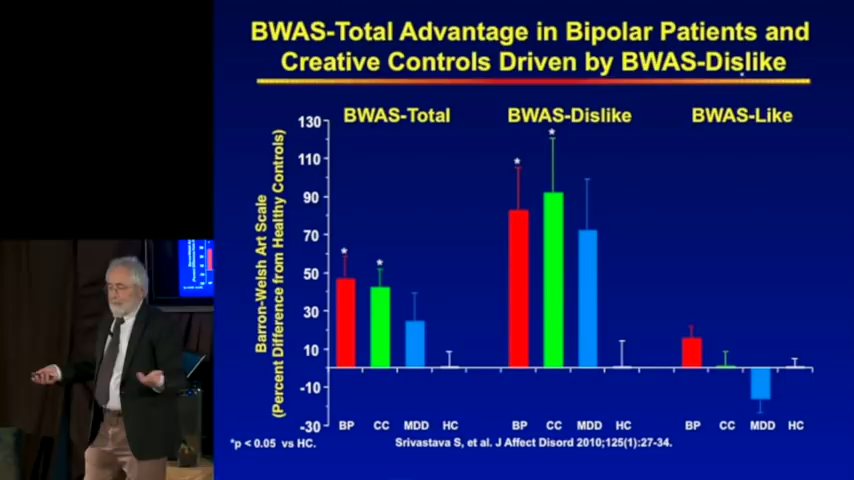 BWAS-Total Advantage in Bipolar Patients and
Creative Controls Driven by BWAS-Dislike
BWAS-Total
BWAS-Dislike
BWAS-Like
Barron-Welsh Art Scale
(Percent Difference from Healthy Controls)
130
110
90
70
50
30
10
-10
-30
*
*
*
*
BP CC MDD HC
BP CC MDD HC
BP CC MDD HC
*p < 0.05 vs HC.
Srivastava S, et al. J Affect Disord 2010;125(1):27-34.